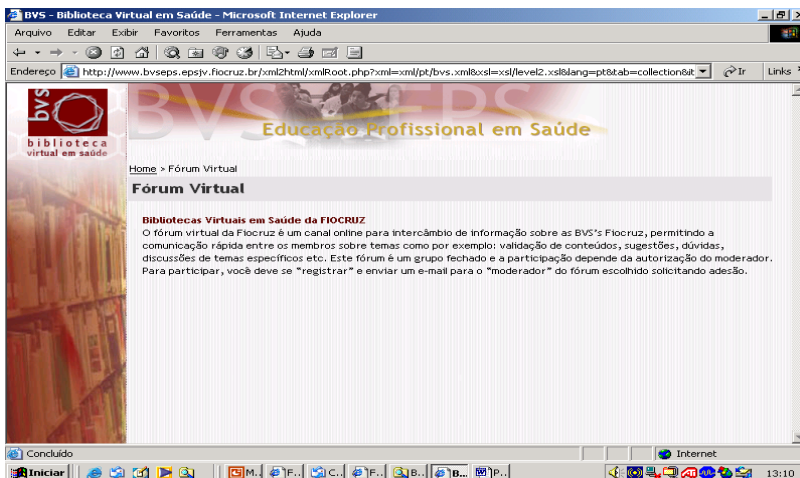 BVS - Biblioteca Virtual em Saúde - Microsoft Internet Explorer
Arquivo Editar Exibir Favoritos Ferramentas Ajuda
Endereço http://www.bvseps.epsjv.fiocruz.br/xml2html/xmlRoot.php?xml=xml/pt/bvs.xml&xsl=xsl/level2.xsl&lang=pt&tab=collection&it Ir Links
bvs
biblioteca
virtual em saúde
BVS - EPS
Educação Profissional em Saúde
Home > Fórum Virtual
Fórum Virtual
Bibliotecas Virtuais em Saúde da FIOCRUZ
O fórum virtual da Fiocruz é um canal online para intercâmbio de informação sobre as BVS's Fiocruz, permitindo a
comunicação rápida entre os membros sobre temas como por exemplo: validação de conteúdos, sugestões, dúvidas,
discussões de temas específicos etc. Este fórum é um grupo fechado e a participação depende da autorização do moderador.
Para participar, você deve se "registrar" e enviar um e-mail para o "moderador" do fórum escolhido solicitando adesão.
Concluído Internet
Iniciar M.. F.. C.. F.. B.. B... P.. 13:10